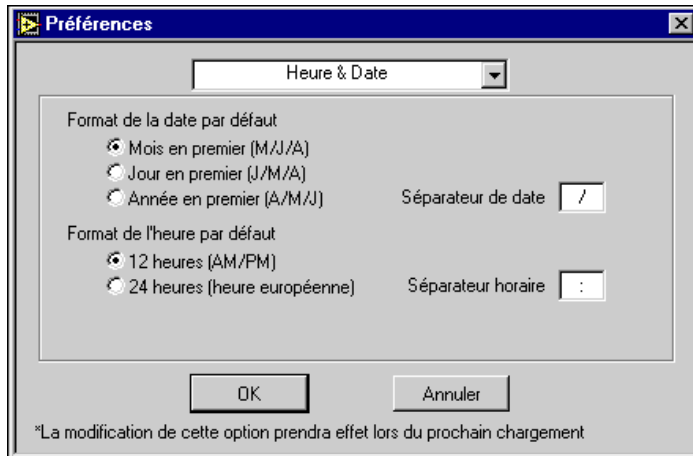 Préférences
Heure & Date
Format de la date par défaut
Mois en premier (M/J/A)
Jour en premier (J/M/A)
Année en premier (A/M/J)
Séparateur de date /
Format de l'heure par défaut
12 heures (AM/PM)
24 heures (heure européenne)
Séparateur horaire :
OK
Annuler
*La modification de cette option prendra effet lors du prochain chargement